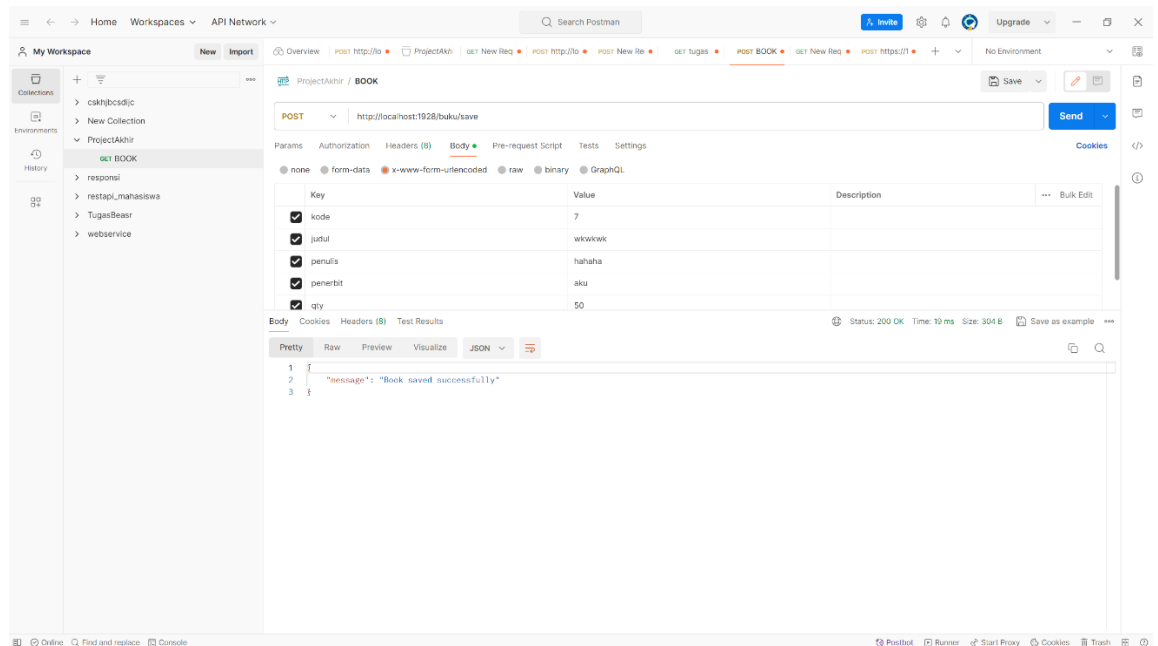 Home Workspaces API Network Search Postman Invite Upgrade
My Workspace New Import Overview POST http://lo ProjectAkh GET New Req POST http://lo POST New Re GET tugas POST BOOK GET New Req POST https://1 No Environment
Collections
Environments
History
cskhjbcsdijc
New Collection
ProjectAkhir
GET BOOK
responsi
restapi_mahasiswa
TugasBeasr
webservice
ProjectAkhir / BOOK Save
POST http://localhost:1928/buku/save Send
Params Authorization Headers (8) Body Pre-request Script Tests Settings Cookies
none form-data x-www-form-urlencoded raw binary GraphQL
Key Value Description Bulk Edit
kode 7
judul wkwkwk
penulis hahaha
penerbit aku
qty 50
Body Cookies Headers (8) Test Results Status: 200 OK Time: 19 ms Size: 304 B Save as example
Pretty Raw Preview Visualize JSON
1 {
2 "message": "Book saved successfully"
3 }
Online Find and replace Console Postbot Runner Start Proxy Cookies Trash